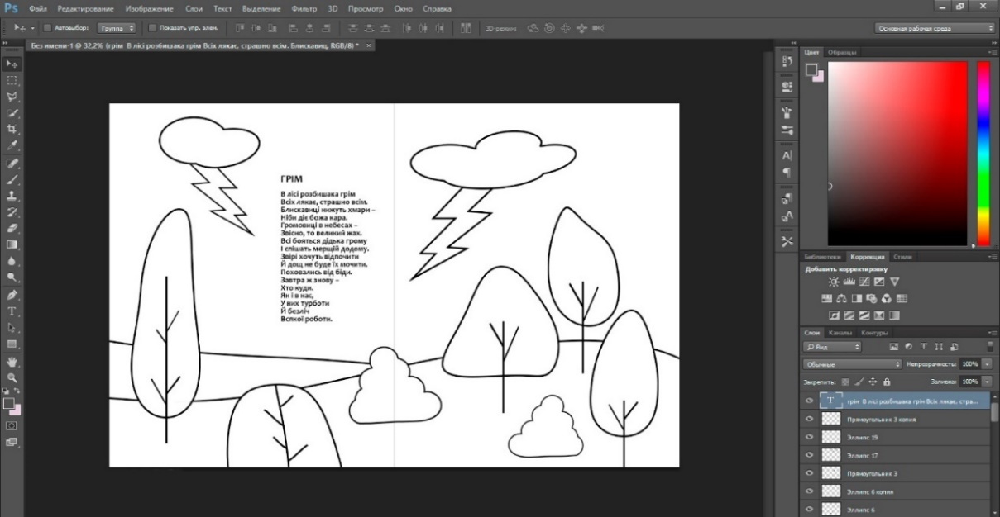 Ps Файл Редактирование Изображение Слои Текст Выделение Фильтр 3D Просмотр Окно Справка
Автовыбор: Группа Показать упр. элем. 3D-режим: Основная рабочая среда
Без имени-1 @ 32,2% (грім В лісі розбишака грім Всіх лякає, страшно всім. Блискавиц, RGB/8) * ×
Цвет Образцы
ГРІМ
В лісі розбишака грім
Всіх лякає, страшно всім.
Блискавиці нижуть хмари –
Ніби діє божа кара.
Громовиці в небесах –
Звісно, то великий жах.
Всі бояться дідька грому
І спішать мерщій додому.
Звірі хочуть відпочити
Й дощ не буде їх мочити.
Поховались від біди.
Завтра ж знову –
Хто куди.
Як і в нас,
У них турботи
Й безліч
Всякої роботи.
Библиотеки Коррекция Стили
Добавить корректировку
Слои Каналы Контуры
Вид
Обычные Непрозрачность: 100%
Закрепить: Заливка: 100%
T грім В лісі розбишака грім Всіх лякає, стра...
Прямоугольник 3 копия
Эллипс 19
Эллипс 17
Прямоугольник 3
Эллипс 6 копия
Эллипс 6